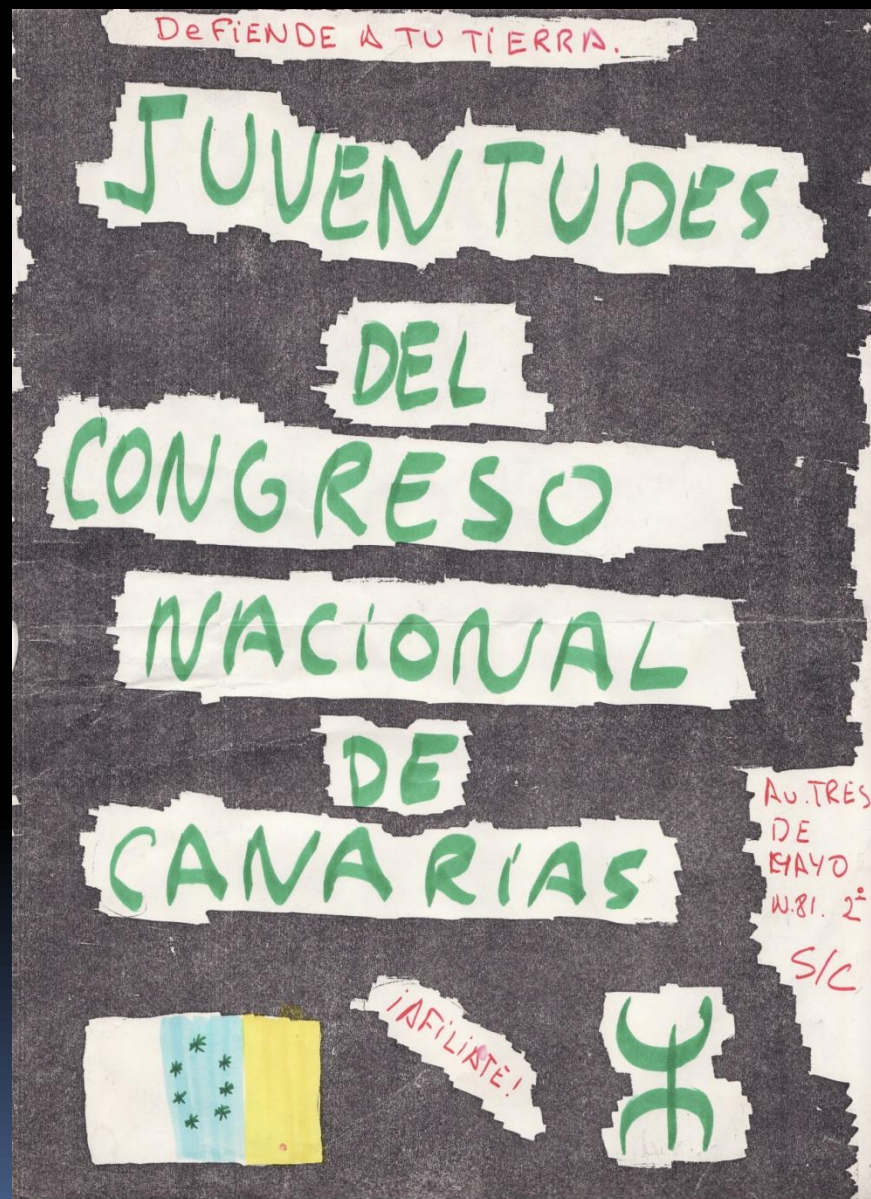 DeFiENDE A TU TiERRA.
JUVENTUDES
DEL
CONGRESO
NACiONAL
DE
CANARiAS
AV. TRES
DE
MAYO
N.81. 2º
S/C
¡AFiLiATE!
ⵣ